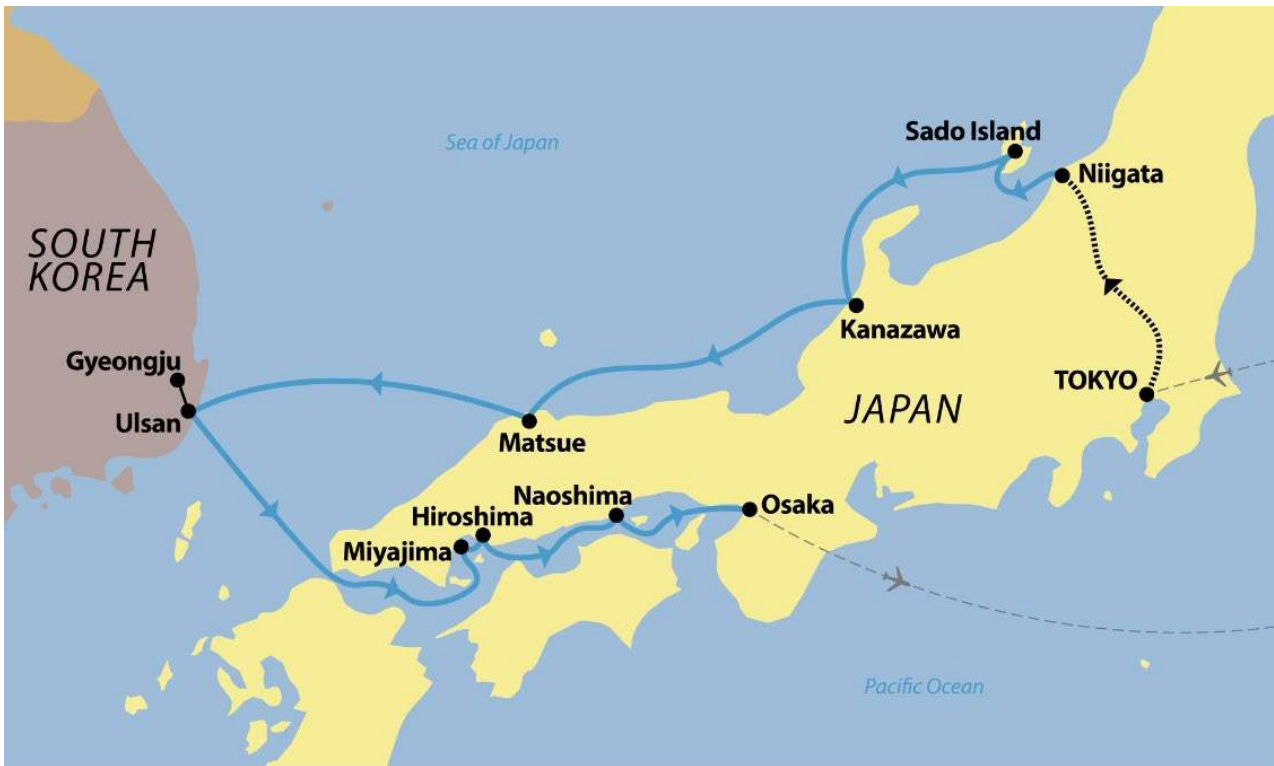 Sea of Japan
Sado Island
Niigata
SOUTH
KOREA
Kanazawa
Gyeongju
TOKYO
JAPAN
Ulsan
Matsue
Naoshima
Osaka
Hiroshima
Miyajima
Pacific Ocean